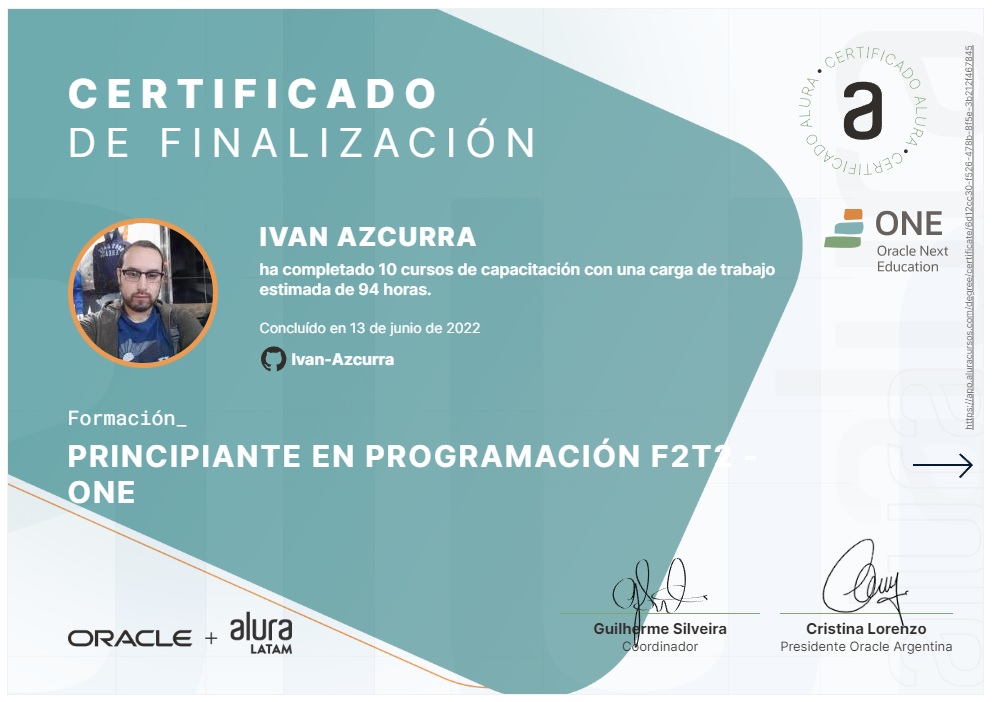 CERTIFICADO
DE FINALIZACIÓN
CERTIFICADO ALURA • CERTIFICADO ALURA •
a
ONE
Oracle Next
Education
IVAN AZCURRA
ha completado 10 cursos de capacitación con una carga de trabajo
estimada de 94 horas.
Concluído en 13 de junio de 2022
Ivan-Azcurra
Formación_
PRINCIPIANTE EN PROGRAMACIÓN F2T2 -
ONE
ORACLE + alura
LATAM
Guilherme Silveira
Coordinador
Cristina Lorenzo
Presidente Oracle Argentina
https://app.aluracursos.com/degree/certificate/6d12cc30-f526-478b-8f5e-3b212f467845